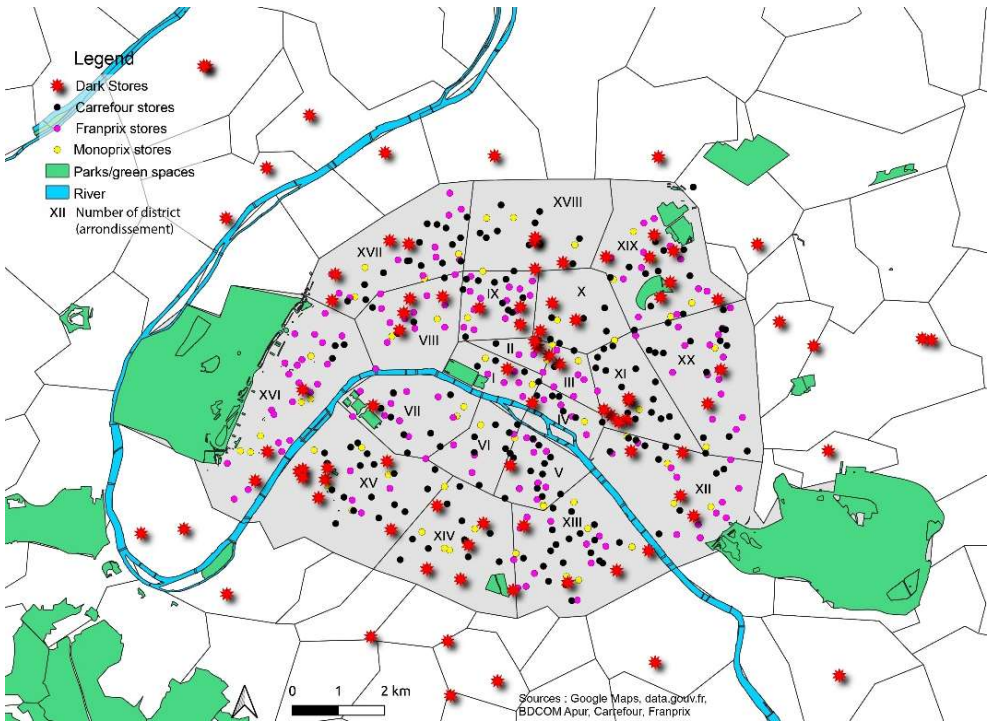 Legend
Dark Stores
Carrefour stores
Franprix stores
Monoprix stores
Parks/green spaces
River
XII Number of district
(arrondissement)
XVIII
XVII
XIX
IX
X
VIII
II
I
III
XI
XX
XVI
VII
IV
VI
V
XV
XII
XIV
XIII
0 1 2 km
Sources : Google Maps, data.gouv.fr,
BDCOM Apur, Carrefour, Franprix